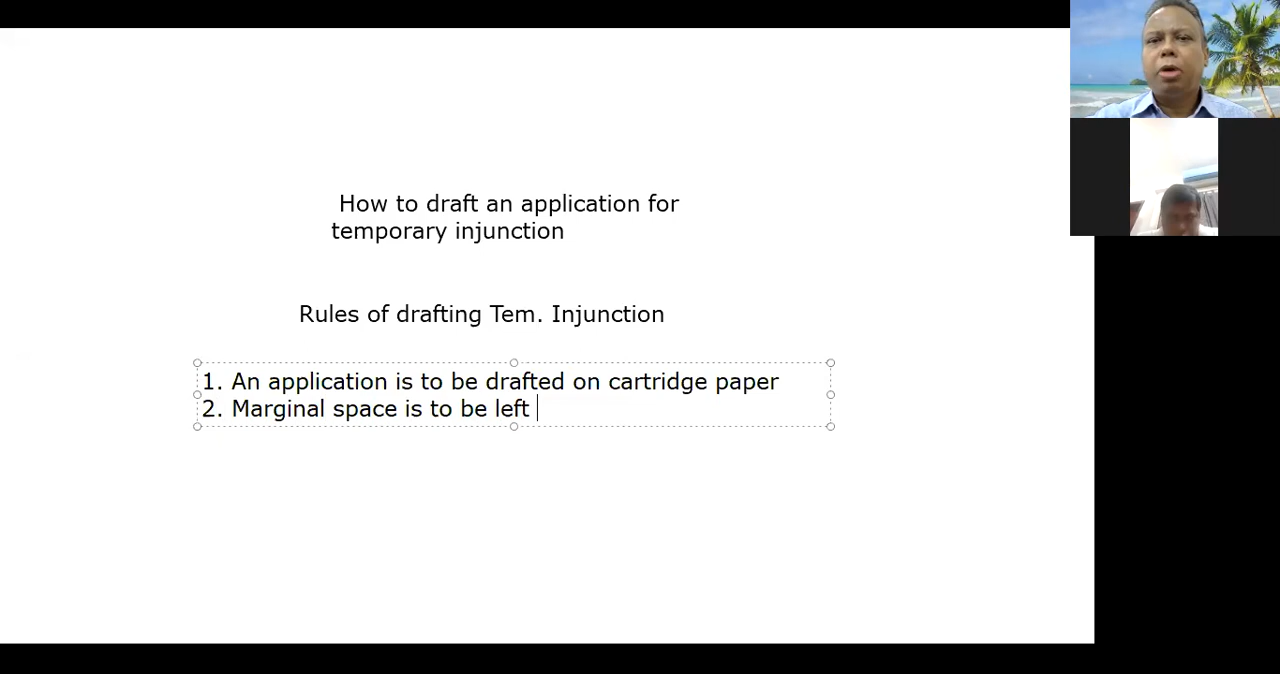 How to draft an application for
temporary injunction
Rules of drafting Tem. Injunction
1. An application is to be drafted on cartridge paper
2. Marginal space is to be left